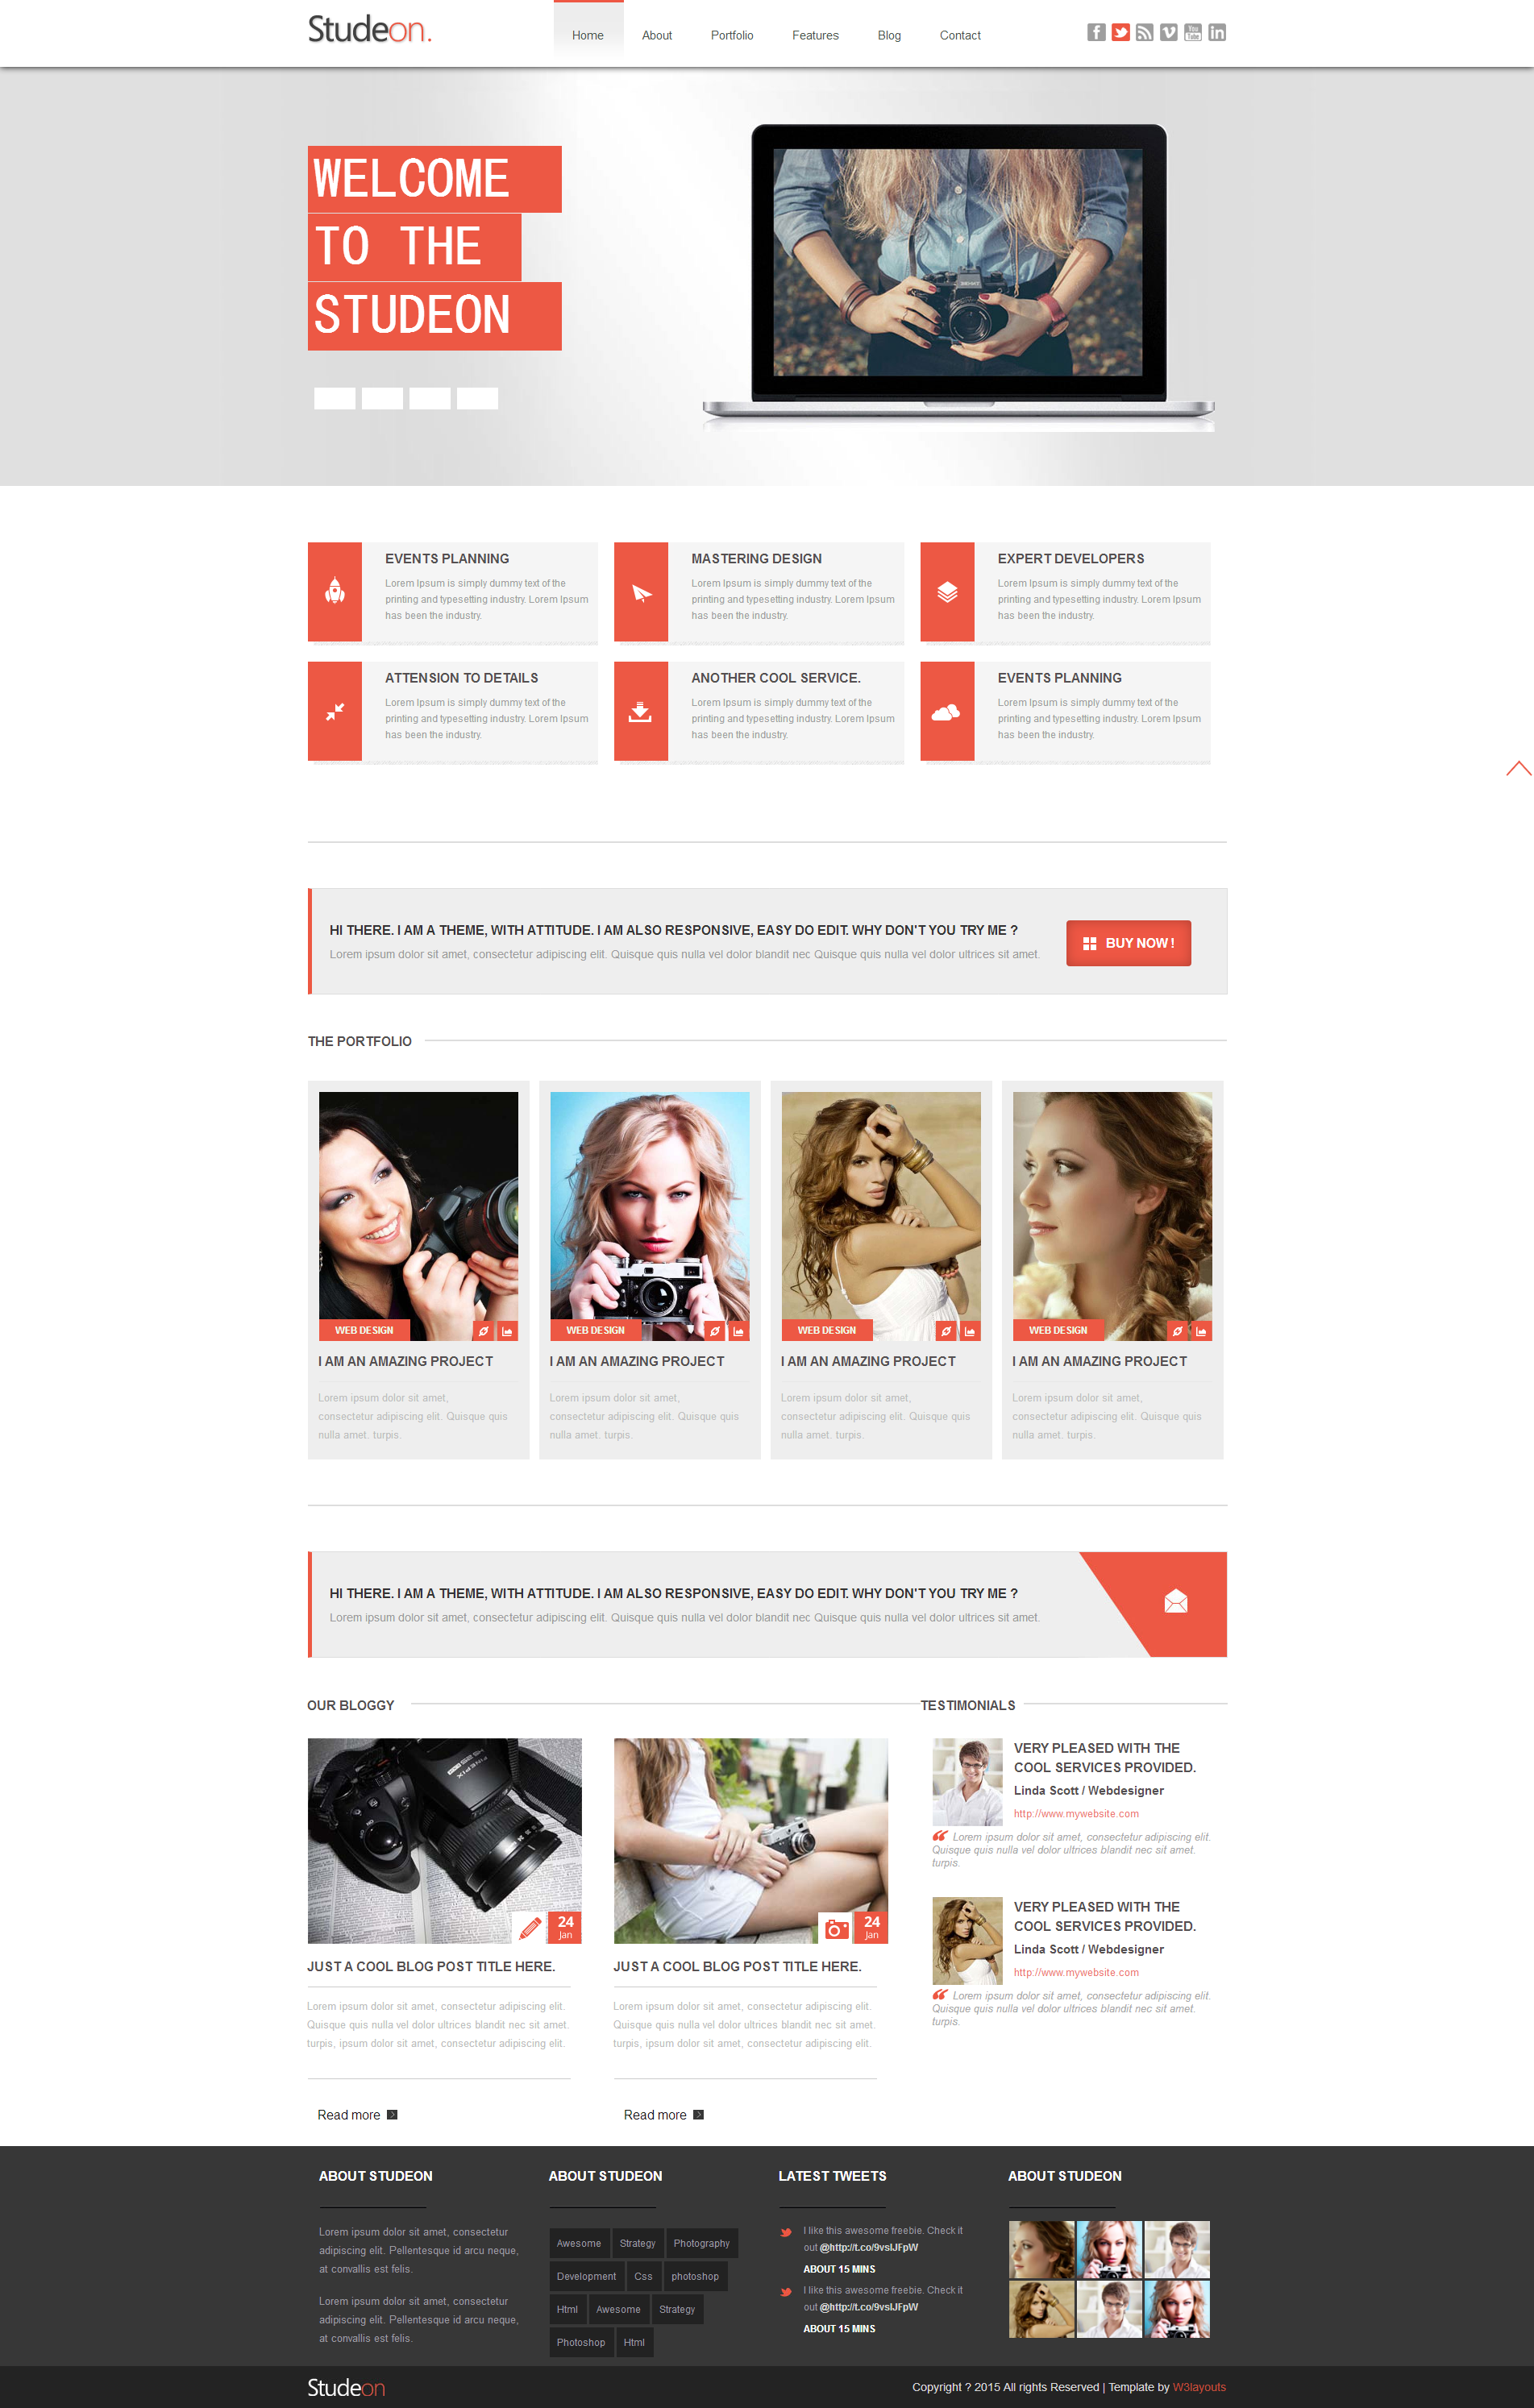 Studeon.
Home About Portfolio Features Blog Contact
WELCOME
TO THE
STUDEON
EVENTS PLANNING
Lorem Ipsum is simply dummy text of the
printing and typesetting industry. Lorem Ipsum
has been the industry.
MASTERING DESIGN
Lorem Ipsum is simply dummy text of the
printing and typesetting industry. Lorem Ipsum
has been the industry.
EXPERT DEVELOPERS
Lorem Ipsum is simply dummy text of the
printing and typesetting industry. Lorem Ipsum
has been the industry.
ATTENSION TO DETAILS
Lorem Ipsum is simply dummy text of the
printing and typesetting industry. Lorem Ipsum
has been the industry.
ANOTHER COOL SERVICE.
Lorem Ipsum is simply dummy text of the
printing and typesetting industry. Lorem Ipsum
has been the industry.
EVENTS PLANNING
Lorem Ipsum is simply dummy text of the
printing and typesetting industry. Lorem Ipsum
has been the industry.
HI THERE. I AM A THEME, WITH ATTITUDE. I AM ALSO RESPONSIVE, EASY DO EDIT. WHY DON'T YOU TRY ME ?
Lorem ipsum dolor sit amet, consectetur adipiscing elit. Quisque quis nulla vel dolor blandit nec Quisque quis nulla vel dolor ultrices sit amet.
BUY NOW !
THE PORTFOLIO
WEB DESIGN
I AM AN AMAZING PROJECT
Lorem ipsum dolor sit amet,
consectetur adipiscing elit. Quisque quis
nulla amet. turpis.
WEB DESIGN
I AM AN AMAZING PROJECT
Lorem ipsum dolor sit amet,
consectetur adipiscing elit. Quisque quis
nulla amet. turpis.
WEB DESIGN
I AM AN AMAZING PROJECT
Lorem ipsum dolor sit amet,
consectetur adipiscing elit. Quisque quis
nulla amet. turpis.
WEB DESIGN
I AM AN AMAZING PROJECT
Lorem ipsum dolor sit amet,
consectetur adipiscing elit. Quisque quis
nulla amet. turpis.
HI THERE. I AM A THEME, WITH ATTITUDE. I AM ALSO RESPONSIVE, EASY DO EDIT. WHY DON'T YOU TRY ME ?
Lorem ipsum dolor sit amet, consectetur adipiscing elit. Quisque quis nulla vel dolor blandit nec Quisque quis nulla vel dolor ultrices sit amet.
OUR BLOGGY
24
Jan
JUST A COOL BLOG POST TITLE HERE.
Lorem ipsum dolor sit amet, consectetur adipiscing elit.
Quisque quis nulla vel dolor ultrices blandit nec sit amet.
turpis, ipsum dolor sit amet, consectetur adipiscing elit.
Read more
24
Jan
JUST A COOL BLOG POST TITLE HERE.
Lorem ipsum dolor sit amet, consectetur adipiscing elit.
Quisque quis nulla vel dolor ultrices blandit nec sit amet.
turpis, ipsum dolor sit amet, consectetur adipiscing elit.
Read more
TESTIMONIALS
VERY PLEASED WITH THE
COOL SERVICES PROVIDED.
Linda Scott / Webdesigner
http://www.mywebsite.com
Lorem ipsum dolor sit amet, consectetur adipiscing elit.
Quisque quis nulla vel dolor ultrices blandit nec sit amet.
turpis.
VERY PLEASED WITH THE
COOL SERVICES PROVIDED.
Linda Scott / Webdesigner
http://www.mywebsite.com
Lorem ipsum dolor sit amet, consectetur adipiscing elit.
Quisque quis nulla vel dolor ultrices blandit nec sit amet.
turpis.
ABOUT STUDEON
Lorem ipsum dolor sit amet, consectetur
adipiscing elit. Pellentesque id arcu neque,
at convallis est felis.
Lorem ipsum dolor sit amet, consectetur
adipiscing elit. Pellentesque id arcu neque,
at convallis est felis.
ABOUT STUDEON
Awesome Strategy Photography
Development Css photoshop
Html Awesome Strategy
Photoshop Html
LATEST TWEETS
I like this awesome freebie. Check it
out @http://t.co/9vslJFpW
ABOUT 15 MINS
I like this awesome freebie. Check it
out @http://t.co/9vslJFpW
ABOUT 15 MINS
ABOUT STUDEON
Studeon
Copyright ? 2015 All rights Reserved | Template by W3layouts